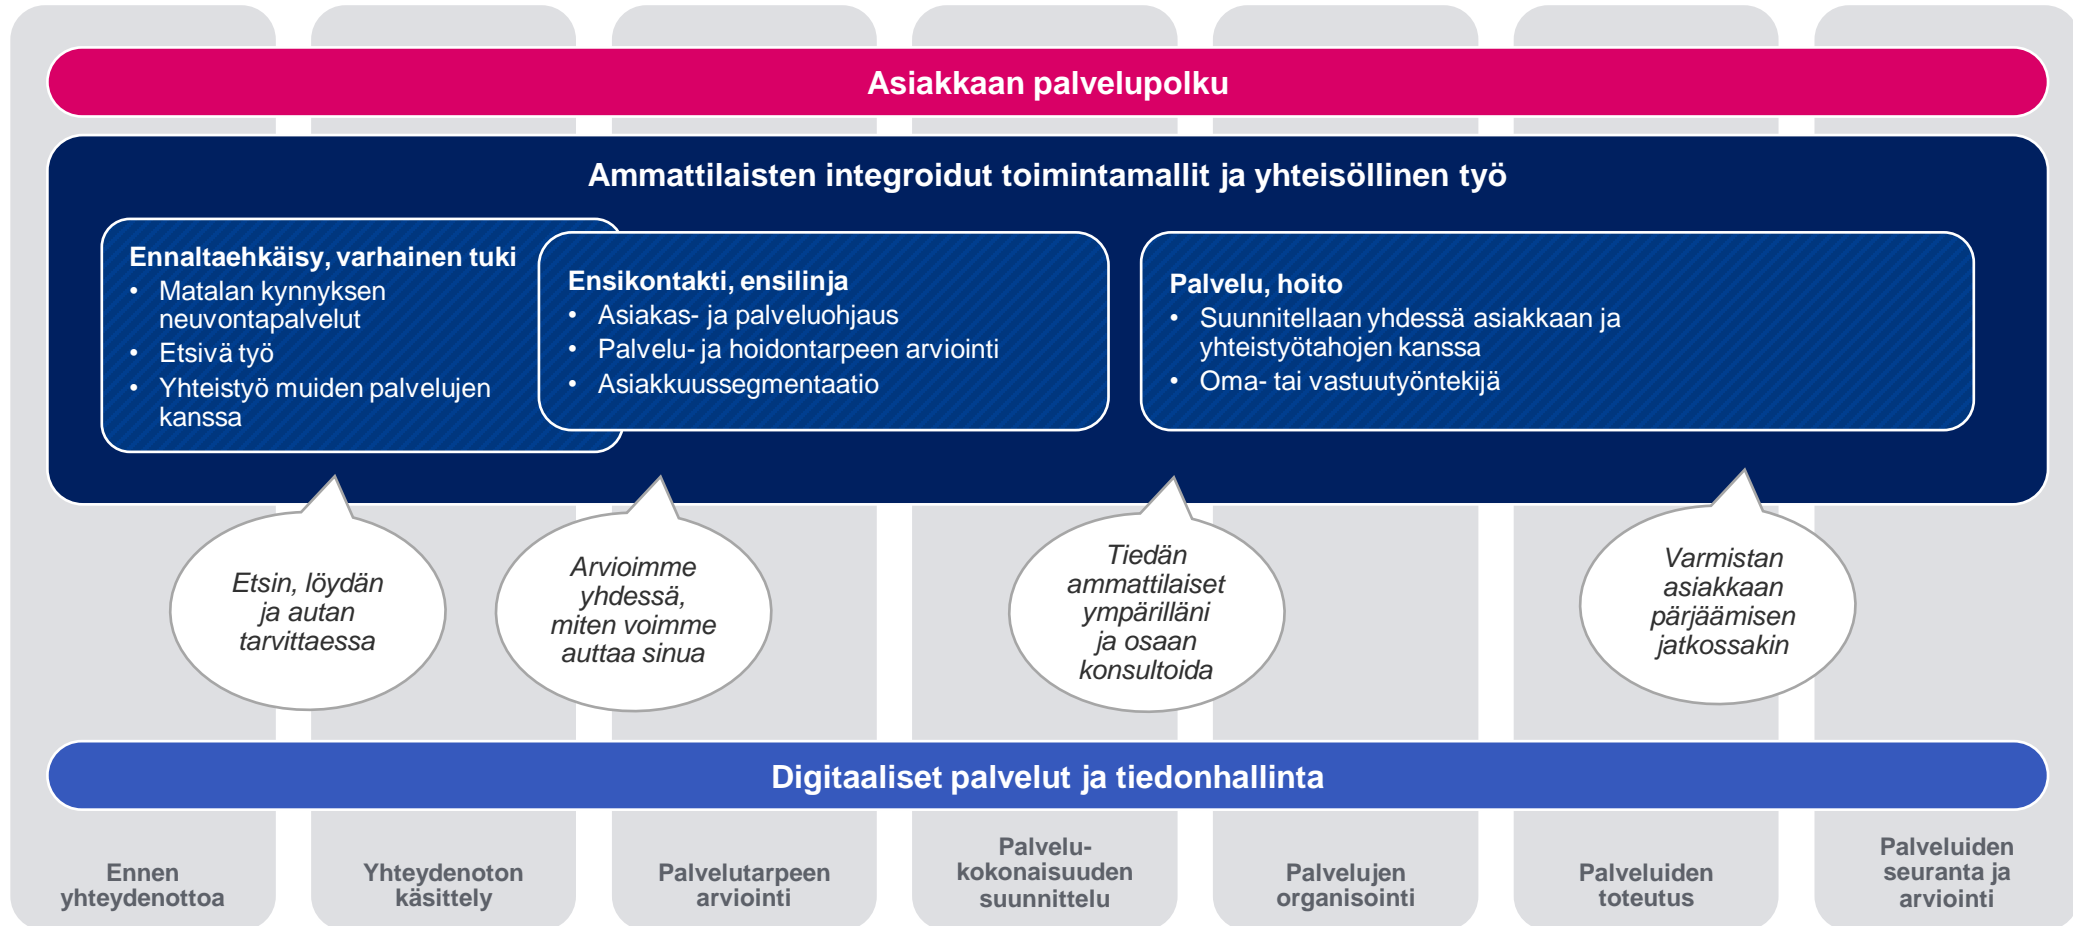 Asiakkaan palvelupolku
Ammattilaisten integroidut toimintamallit ja yhteisöllinen työ
Ennaltaehkäisy, varhainen tuki
• Matalan kynnyksen
neuvontapalvelut
• Etsivä työ
• Yhteistyö muiden palvelujen
kanssa
Ensikontakti, ensilinja
• Asiakas- ja palveluohjaus
• Palvelu- ja hoidontarpeen arviointi
• Asiakkuussegmentaatio
Palvelu, hoito
• Suunnitellaan yhdessä asiakkaan ja
yhteistyötahojen kanssa
• Oma- tai vastuutyöntekijä
Etsin, löydän
ja autan
tarvittaessa
Arvioimme
yhdessä,
miten voimme
auttaa sinua
Tiedän
ammattilaiset
ympärilläni
ja osaan
konsultoida
Varmistan
asiakkaan
pärjäämisen
jatkossakin
Digitaaliset palvelut ja tiedonhallinta
Ennen
yhteydenottoa
Yhteydenoton
käsittely
Palvelutarpeen
arviointi
Palvelu-
kokonaisuuden
suunnittelu
Palvelujen
organisointi
Palveluiden
toteutus
Palveluiden
seuranta ja
arviointi